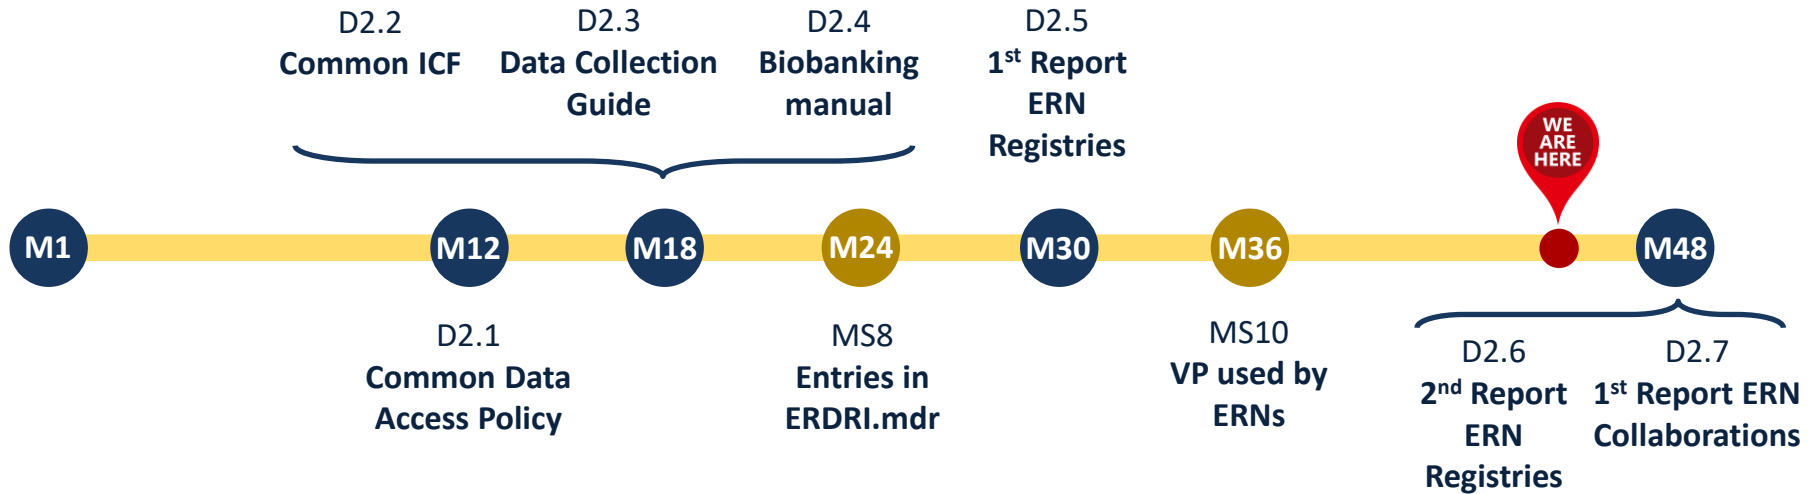 D2.2
Common ICF
D2.3
Data Collection
Guide
D2.4
Biobanking
manual
D2.5
1st Report
ERN
Registries
WE
ARE
HERE
M1
M12
M18
M24
M30
M36
M48
D2.1
Common Data
Access Policy
MS8
Entries in
ERDRI.mdr
MS10
VP used by
ERNs
D2.6
2nd Report
ERN
Registries
D2.7
1st Report ERN
Collaborations